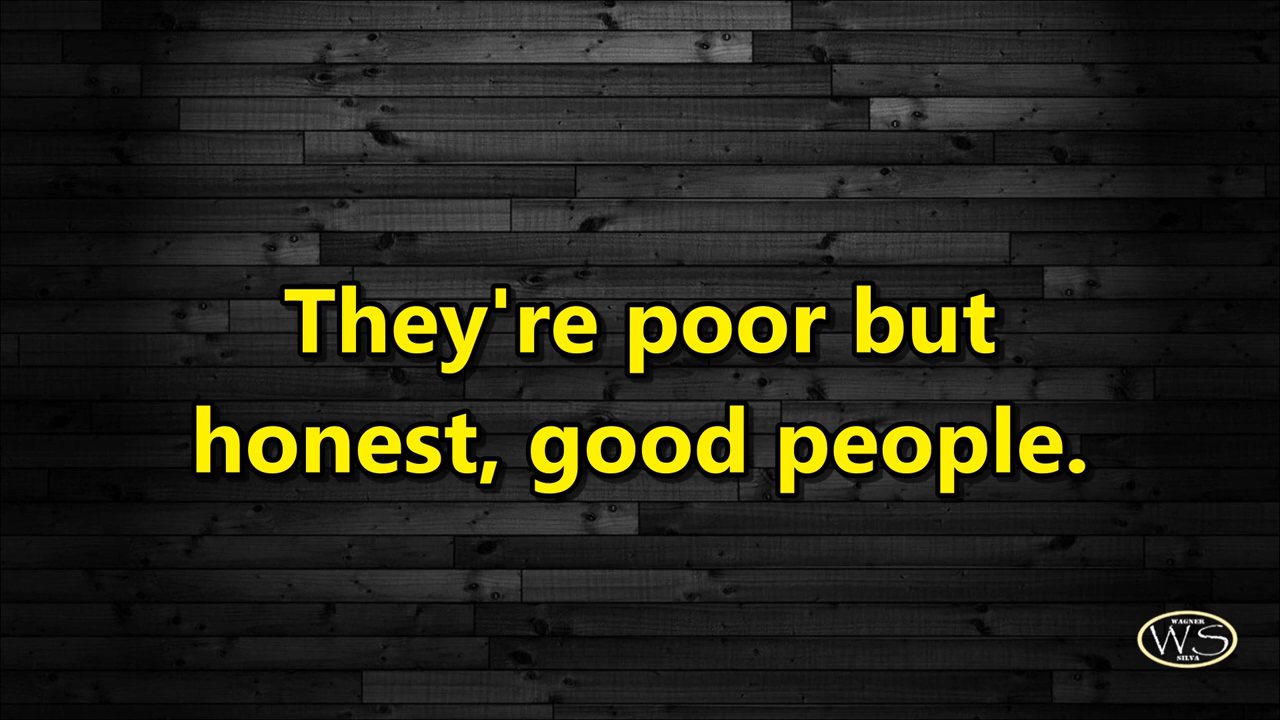 They're poor but
honest, good people.
WAGNER
WS
SILVA